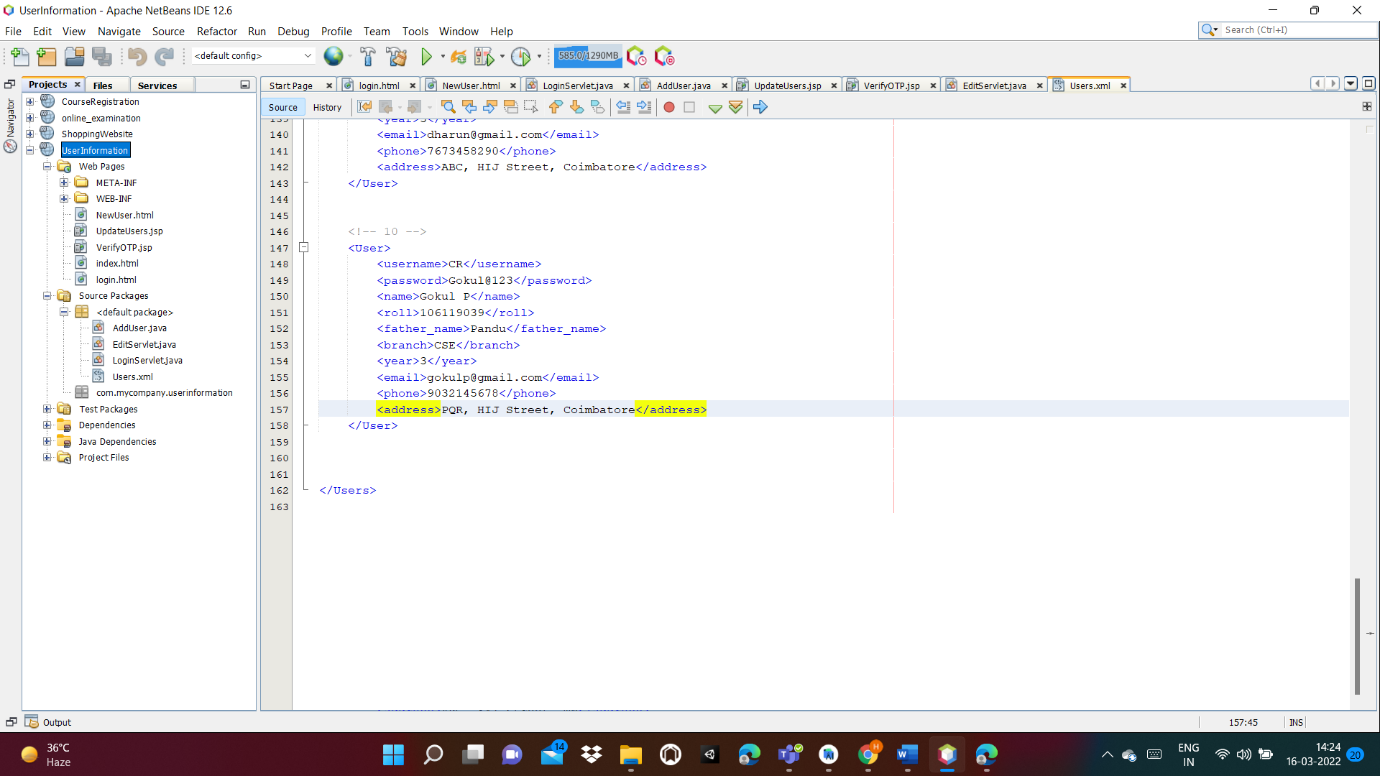 UserInformation - Apache NetBeans IDE 12.6
File Edit View Navigate Source Refactor Run Debug Profile Team Tools Window Help
Search (Ctrl+I)
<default config>
585.0/1290MB
Projects Files Services
Start Page login.html NewUser.html LoginServlet.java AddUser.java UpdateUsers.jsp VerifyOTP.jsp EditServlet.java Users.xml
Navigator
CourseRegistration
online_examination
ShoppingWebsite
UserInformation
Web Pages
META-INF
WEB-INF
NewUser.html
UpdateUsers.jsp
VerifyOTP.jsp
index.html
login.html
Source Packages
<default package>
AddUser.java
EditServlet.java
LoginServlet.java
Users.xml
com.mycompany.userinformation
Test Packages
Dependencies
Java Dependencies
Project Files
Source History
139 <year>3</year>
140 <email>dharun@gmail.com</email>
141 <phone>7673458290</phone>
142 <address>ABC, HIJ Street, Coimbatore</address>
143 </User>
144
145
146 <!-- 10 -->
147 <User>
148 <username>CR</username>
149 <password>Gokul@123</password>
150 <name>Gokul P</name>
151 <roll>106119039</roll>
152 <father_name>Pandu</father_name>
153 <branch>CSE</branch>
154 <year>3</year>
155 <email>gokulp@gmail.com</email>
156 <phone>9032145678</phone>
157 <address>PQR, HIJ Street, Coimbatore</address>
158 </User>
159
160
161
162 </Users>
163
Output
157:45 INS
36°C
Haze
14
H
ENG
IN
14:24
16-03-2022
20